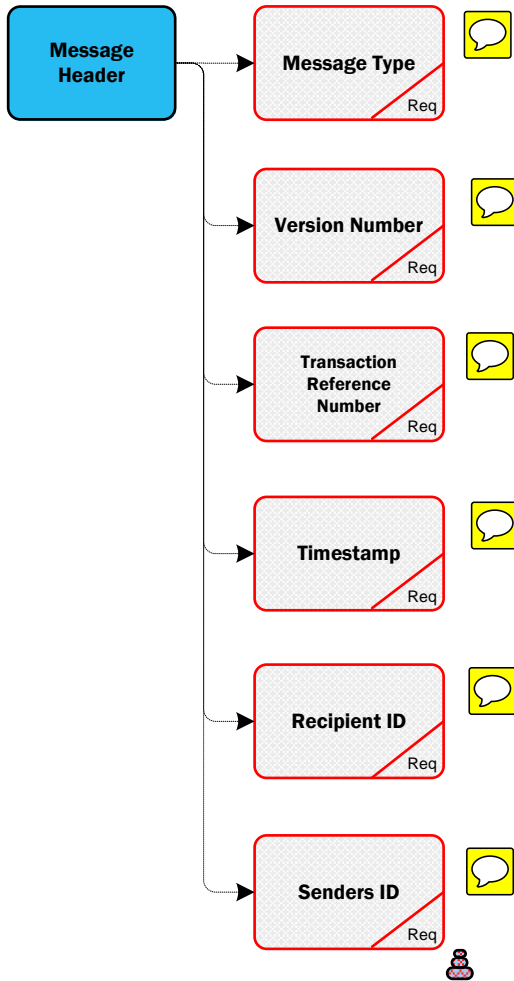 Message
Header
Message Type
Req
Version Number
Req
Transaction
Reference
Number
Req
Timestamp
Req
Recipient ID
Req
Senders ID
Req